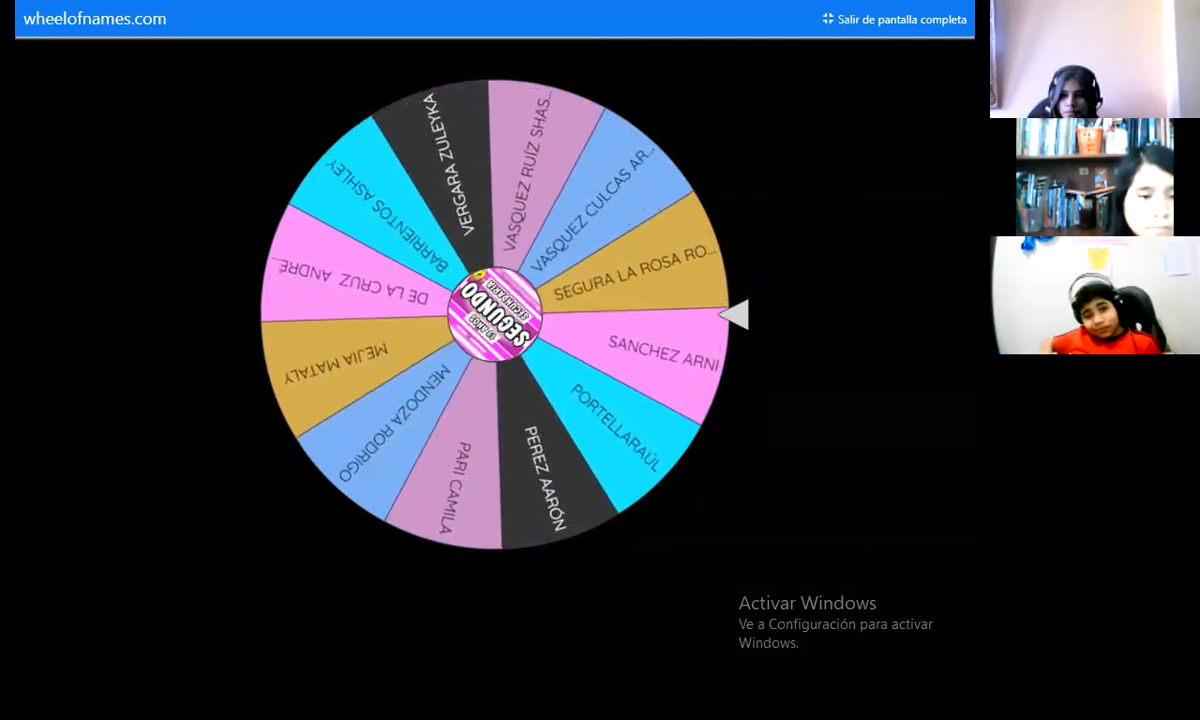 wheelofnames.com
Salir de pantalla completa
VERGARA ZULEYKA
VASQUEZ RUÍZ SHAS...
VASQUEZ CULCAS AR...
SEGURA LA ROSA RO...
SANCHEZ ARNI
PORTELLARAÚL
PEREZ AARÓN
PARI CAMILA
MENDOZA RODRIGO
MEJIA MATALY
DE LA CRUZ ANDRE...
BARRIENTOS ASHLEY
SEGUNDO
SECUNDARIA
Activar Windows
Ve a Configuración para activar
Windows.